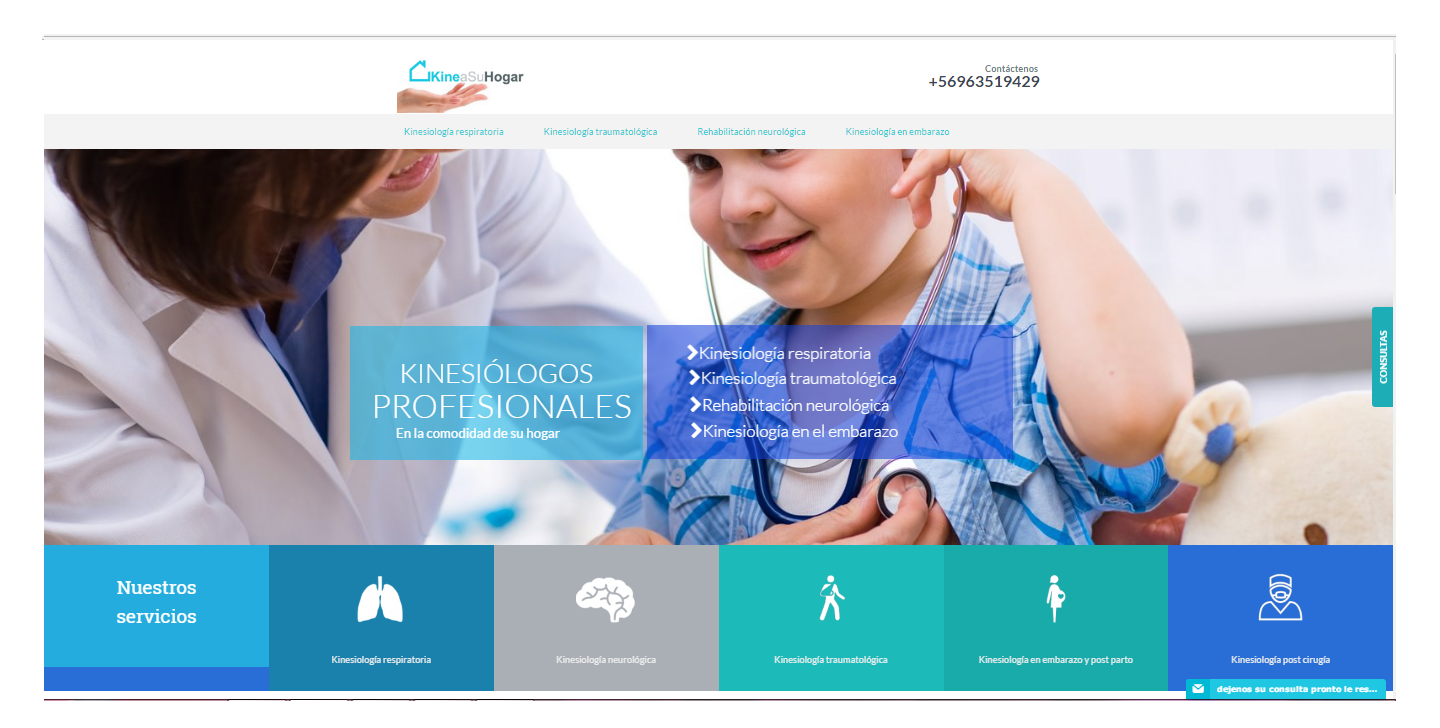 KineaSuHogar
Contáctenos
+56963519429
Kinesiología respiratoria
Kinesiología traumatológica
Rehabilitación neurológica
Kinesiología en embarazo
KINESIÓLOGOS
PROFESIONALES
En la comodidad de su hogar
Kinesiología respiratoria
Kinesiología traumatológica
Rehabilitación neurológica
Kinesiología en el embarazo
CONSULTAS
Nuestros
servicios
Kinesiología respiratoria
Kinesiología neurológica
Kinesiología traumatológica
Kinesiología en embarazo y post parto
Kinesiología post cirugía
dejenos su consulta pronto le res...